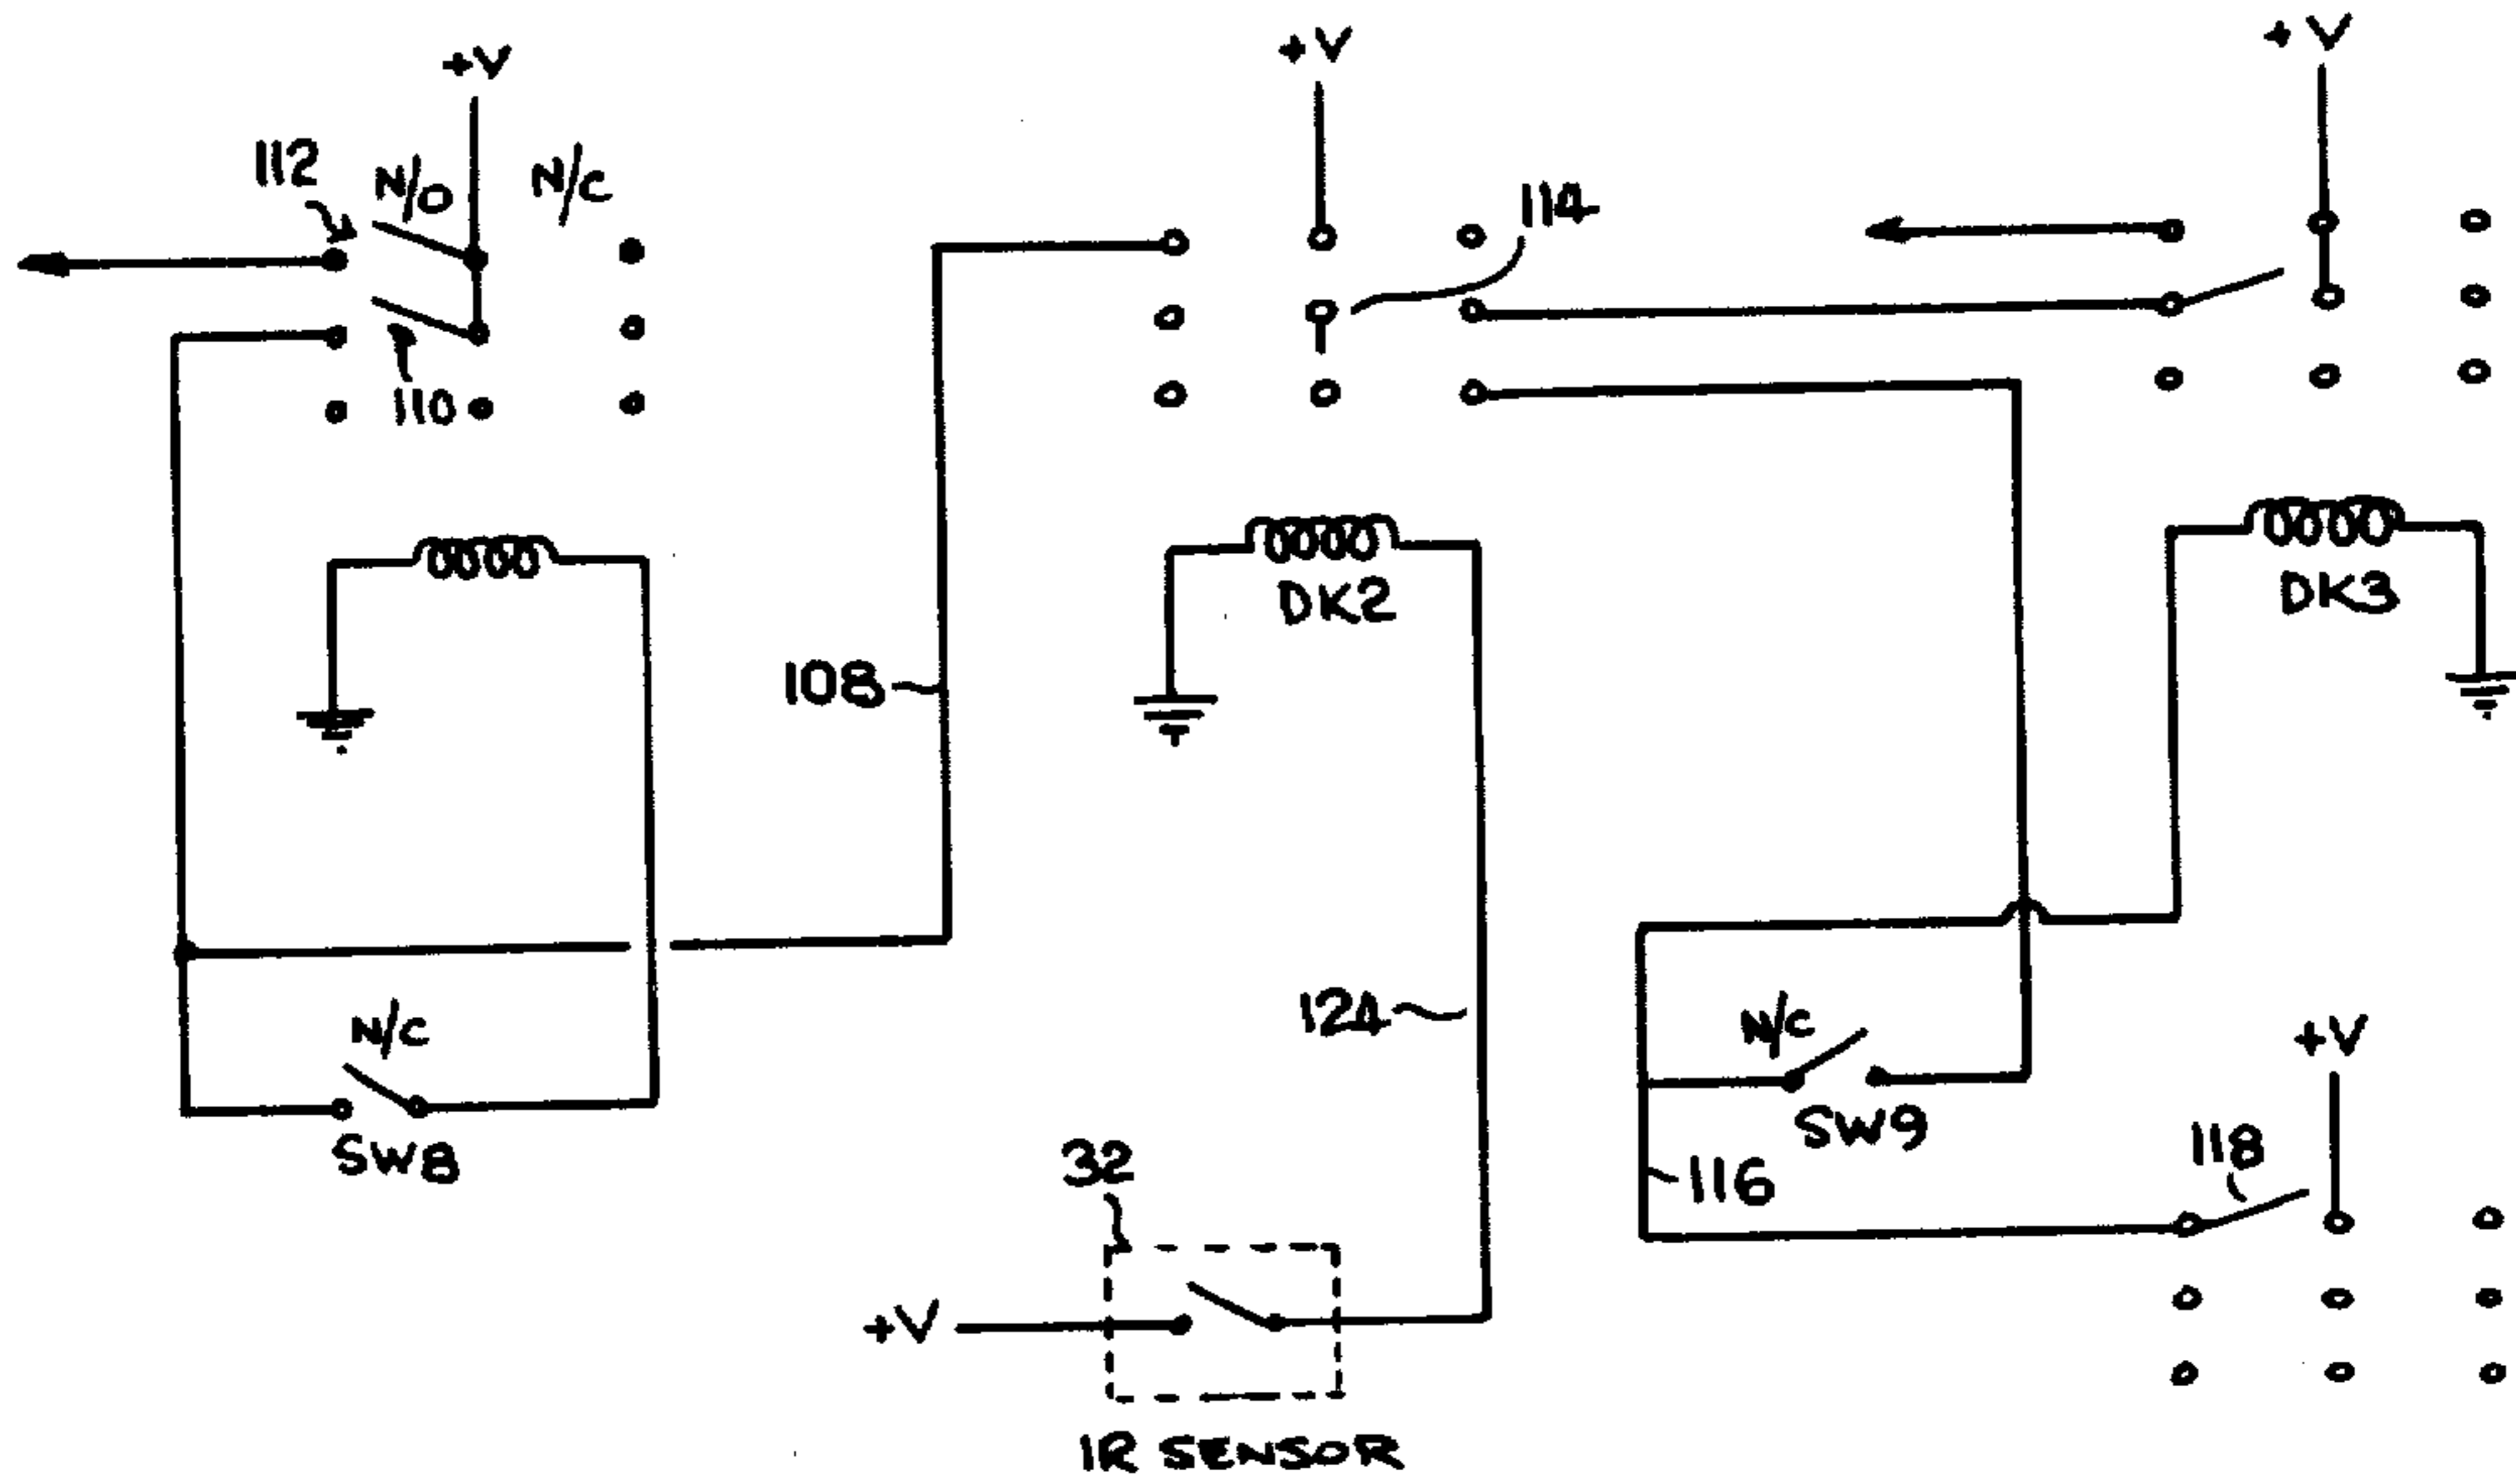 +V
+V
+V
112
N/O
N/C
114
110
DK2
DK3
108
124
N/C
N/C
+V
SW8
SW9
118
32
116
+V
IR SENSOR